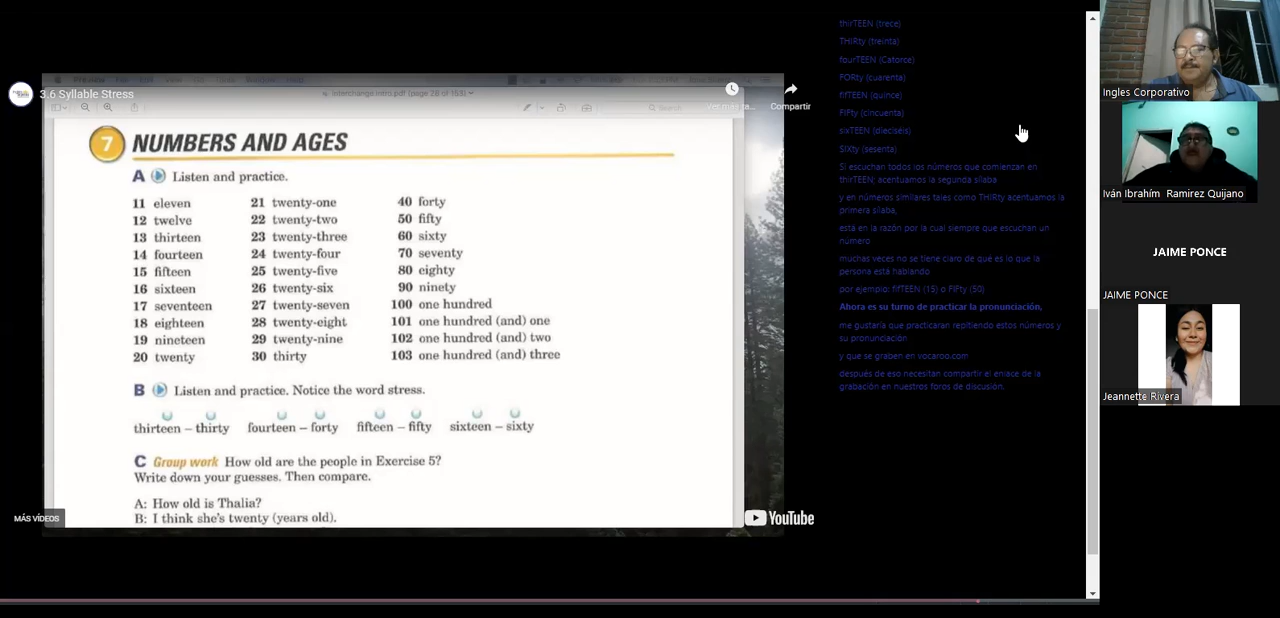 3.6 Syllable Stress
interchange.intro.pdf (page 28 of 153)
Search
Compartir
7 NUMBERS AND AGES
A Listen and practice.
11 eleven
12 twelve
13 thirteen
14 fourteen
15 fifteen
16 sixteen
17 seventeen
18 eighteen
19 nineteen
20 twenty
21 twenty-one
22 twenty-two
23 twenty-three
24 twenty-four
25 twenty-five
26 twenty-six
27 twenty-seven
28 twenty-eight
29 twenty-nine
30 thirty
40 forty
50 fifty
60 sixty
70 seventy
80 eighty
90 ninety
100 one hundred
101 one hundred (and) one
102 one hundred (and) two
103 one hundred (and) three
B Listen and practice. Notice the word stress.
thirteen – thirty fourteen – forty fifteen – fifty sixteen – sixty
C Group work How old are the people in Exercise 5?
Write down your guesses. Then compare.
A: How old is Thalia?
B: I think she's twenty (years old).
MÁS VÍDEOS
YouTube
thirTEEN (trece)
THIRty (treinta)
fourTEEN (Catorce)
FORty (cuarenta)
fifTEEN (quince)
FIFty (cincuenta)
sixTEEN (dieciséis)
SIXty (sesenta)
Si escuchan todos los números que comienzan en
thirTEEN; acentuamos la segunda sílaba
y en números similares tales como THIRty acentuamos la
primera sílaba,
está en la razón por la cual siempre que escuchan un
número
muchas veces no se tiene claro de qué es lo que la
persona está hablando
por ejemplo: fifTEEN (15) o FIFty (50)
Ahora es su turno de practicar la pronunciación,
me gustaría que practicaran repitiendo estos números y
su pronunciación
y que se graben en vocaroo.com
después de eso necesitan compartir el enlace de la
grabación en nuestros foros de discusión.
Ingles Corporativo
Iván Ibrahím Ramirez Quijano
JAIME PONCE
JAIME PONCE
Jeannette Rivera